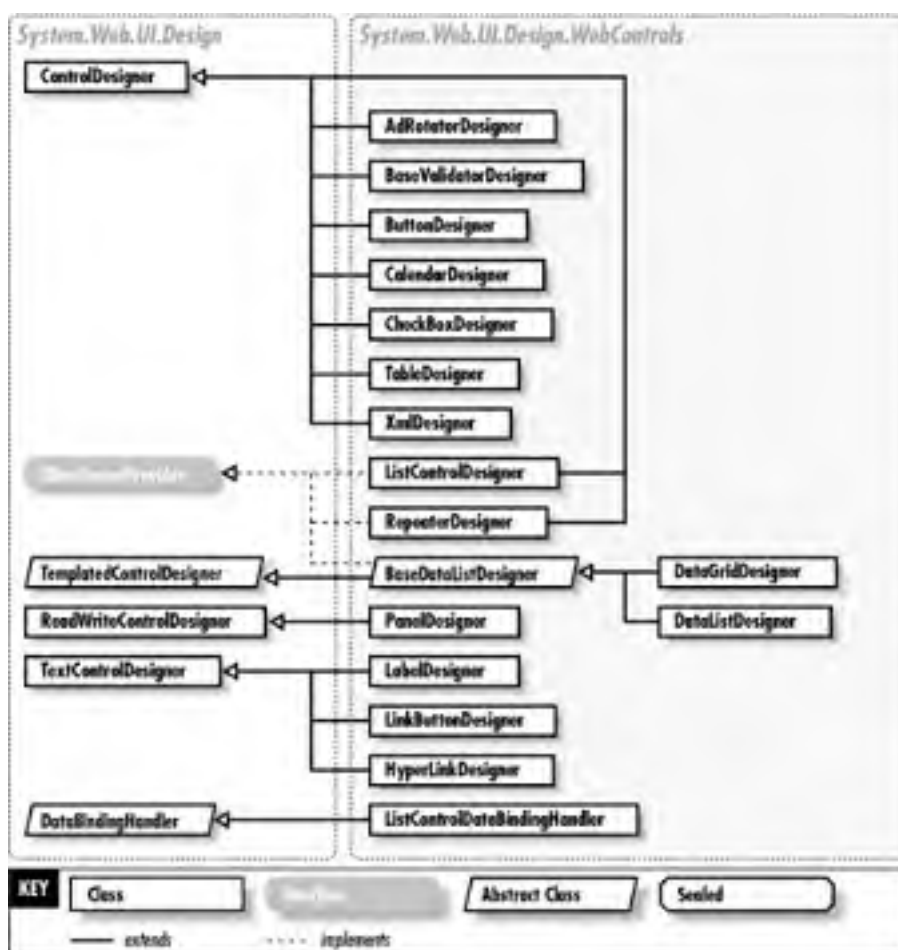 System.Web.UI.Design
System.Web.UI.Design.WebControls
ControlDesigner
AdRotatorDesigner
BaseValidatorDesigner
ButtonDesigner
CalendarDesigner
CheckBoxDesigner
TableDesigner
XmlDesigner
ListControlDesigner
RepeaterDesigner
TemplatedControlDesigner
BaseDataListDesigner
DataGridDesigner
ReadWriteControlDesigner
PanelDesigner
DataListDesigner
TextControlDesigner
LabelDesigner
LinkButtonDesigner
HyperLinkDesigner
DataBindingHandler
ListControlDataBindingHandler
KEY
Class
Abstract Class
Sealed
extends
implements